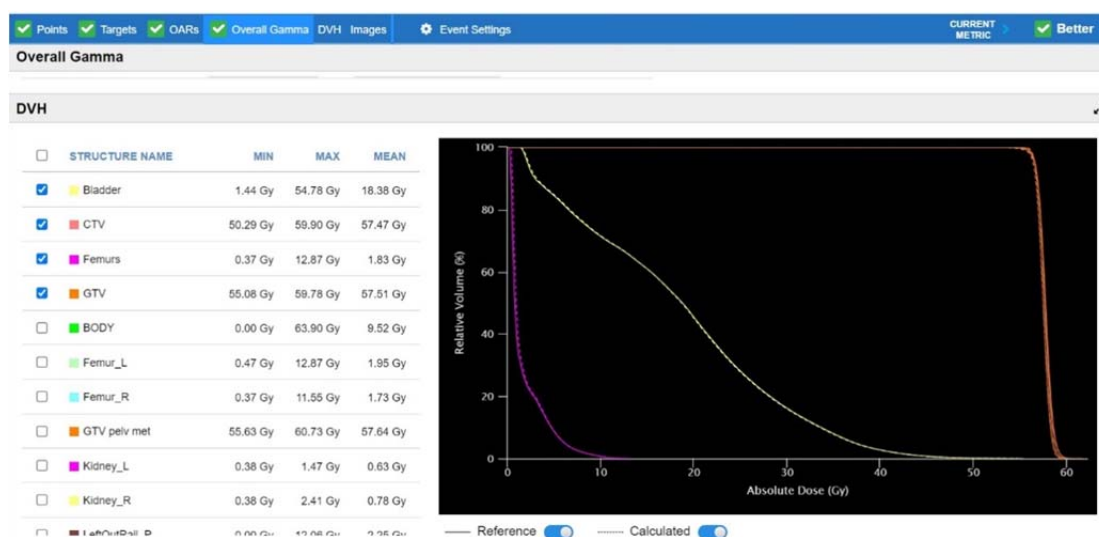 Points Targets OARs Overall Gamma DVH Images Event Settings CURRENT METRIC Better
Overall Gamma
DVH
STRUCTURE NAME MIN MAX MEAN
Bladder 1.44 Gy 54.78 Gy 18.38 Gy
CTV 50.29 Gy 59.90 Gy 57.47 Gy
Femurs 0.37 Gy 12.87 Gy 1.83 Gy
GTV 55.08 Gy 59.78 Gy 57.51 Gy
BODY 0.00 Gy 63.90 Gy 9.52 Gy
Femur_L 0.47 Gy 12.87 Gy 1.95 Gy
Femur_R 0.37 Gy 11.55 Gy 1.73 Gy
GTV pelv met 55.63 Gy 60.73 Gy 57.64 Gy
Kidney_L 0.38 Gy 1.47 Gy 0.63 Gy
Kidney_R 0.38 Gy 2.41 Gy 0.78 Gy
Relative Volume (%)
100
80
60
40
20
0
0 10 20 30 40 50 60
Absolute Dose (Gy)
Reference Calculated